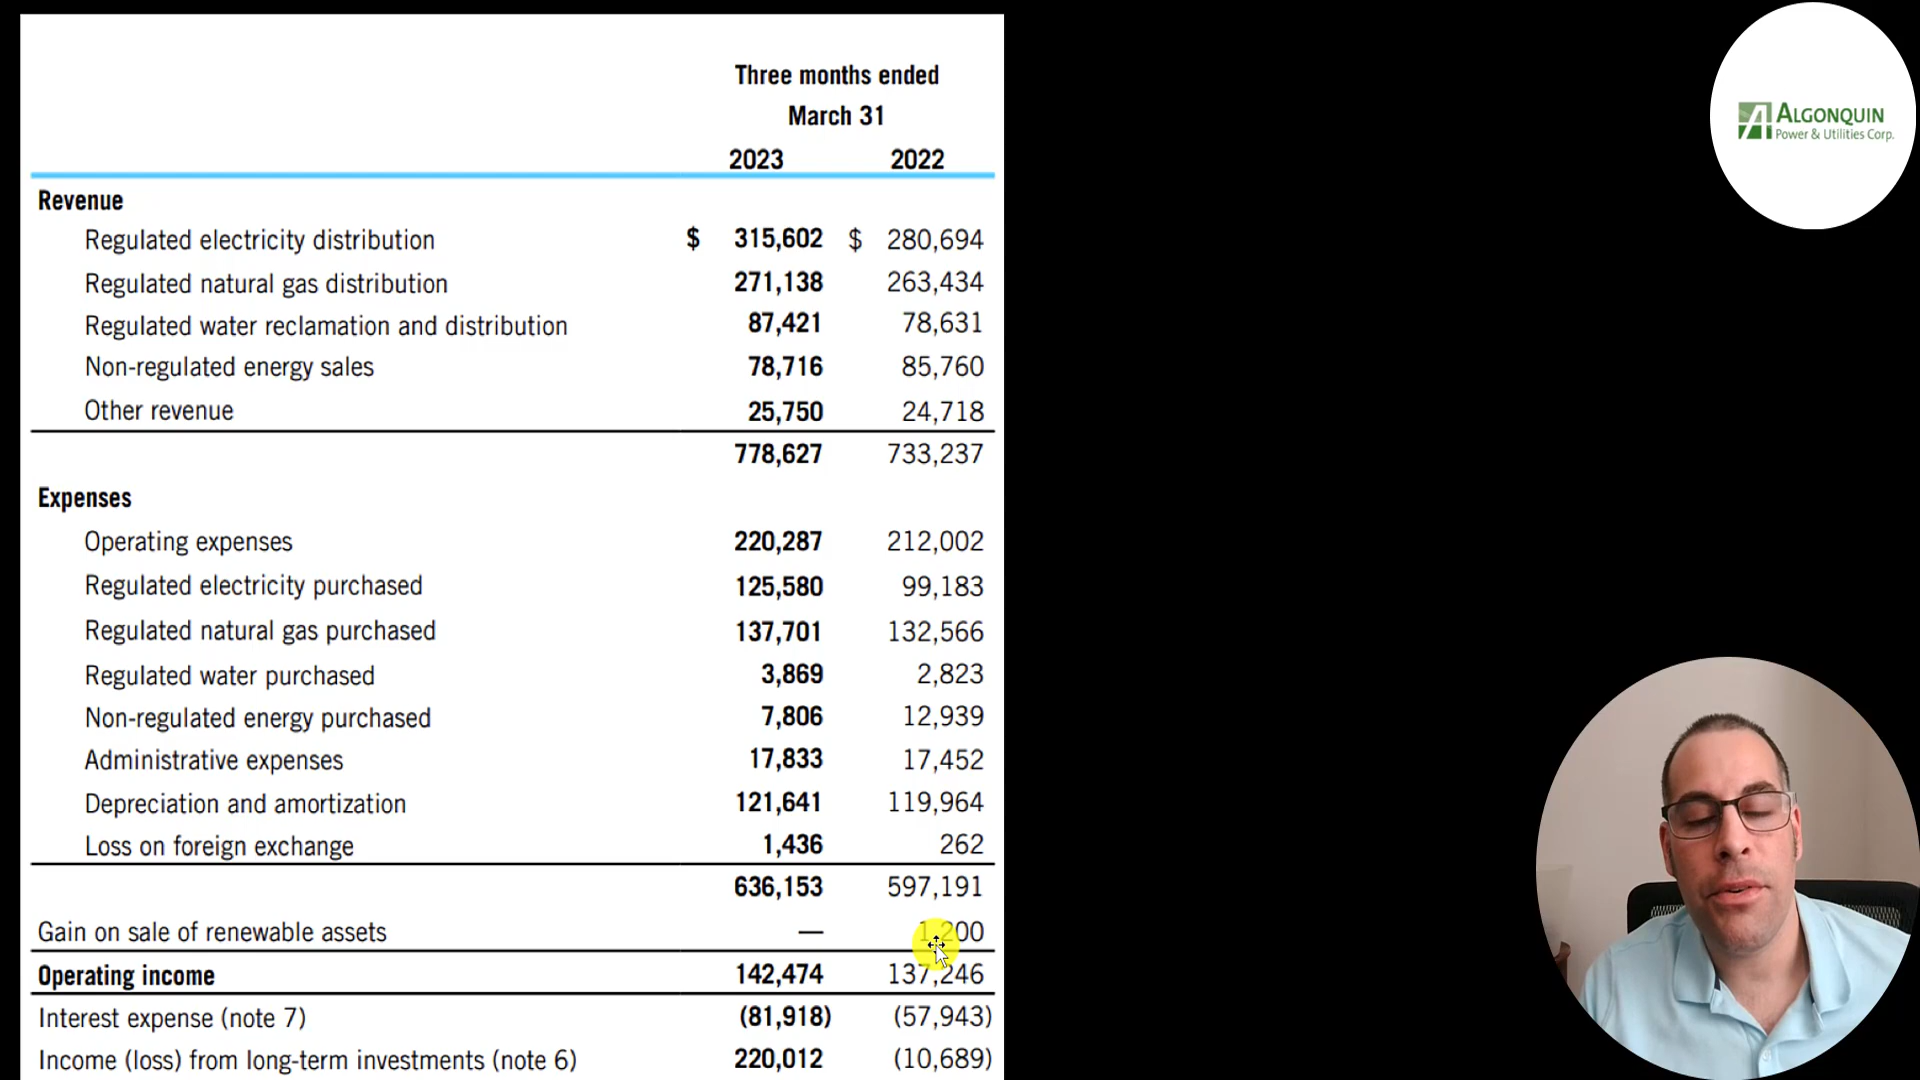 Three months ended
March 31
2023 2022
Revenue
Regulated electricity distribution $ 315,602 $ 280,694
Regulated natural gas distribution 271,138 263,434
Regulated water reclamation and distribution 87,421 78,631
Non-regulated energy sales 78,716 85,760
Other revenue 25,750 24,718
778,627 733,237
Expenses
Operating expenses 220,287 212,002
Regulated electricity purchased 125,580 99,183
Regulated natural gas purchased 137,701 132,566
Regulated water purchased 3,869 2,823
Non-regulated energy purchased 7,806 12,939
Administrative expenses 17,833 17,452
Depreciation and amortization 121,641 119,964
Loss on foreign exchange 1,436 262
636,153 597,191
Gain on sale of renewable assets — 1,200
Operating income 142,474 137,246
Interest expense (note 7) (81,918) (57,943)
Income (loss) from long-term investments (note 6) 220,012 (10,689)
ALGONQUIN
Power & Utilities Corp.